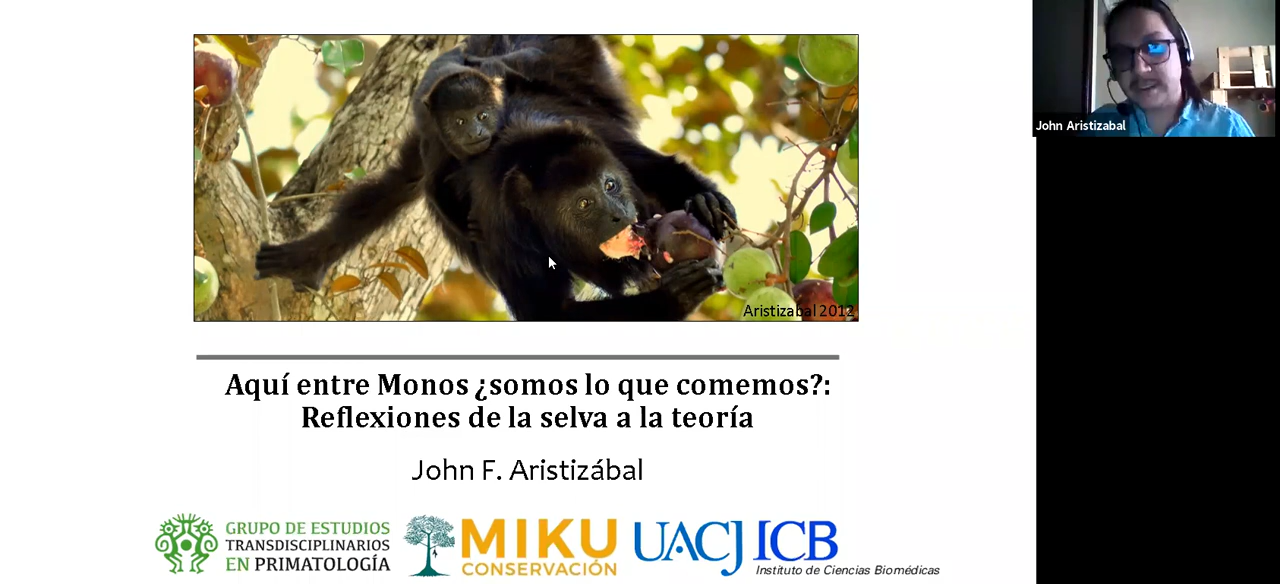 John Aristizabal
Aristizabal 2012
Aquí entre Monos ¿somos lo que comemos?:
Reflexiones de la selva a la teoría
John F. Aristizábal
GRUPO DE ESTUDIOS
TRANSDISCIPLINARIOS
EN PRIMATOLOGÍA
MIKU
CONSERVACIÓN
UACJ ICB
Instituto de Ciencias Biomédicas